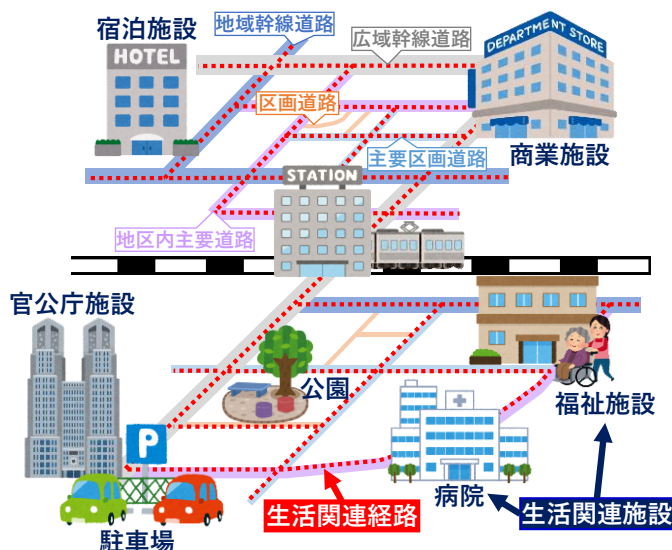 宿泊施設
地域幹線道路
広域幹線道路
HOTEL
DEPARTMENT STORE
区画道路
主要区画道路
商業施設
STATION
地区内主要道路
官公庁施設
公園
福祉施設
P
病院
生活関連経路
生活関連施設
駐車場